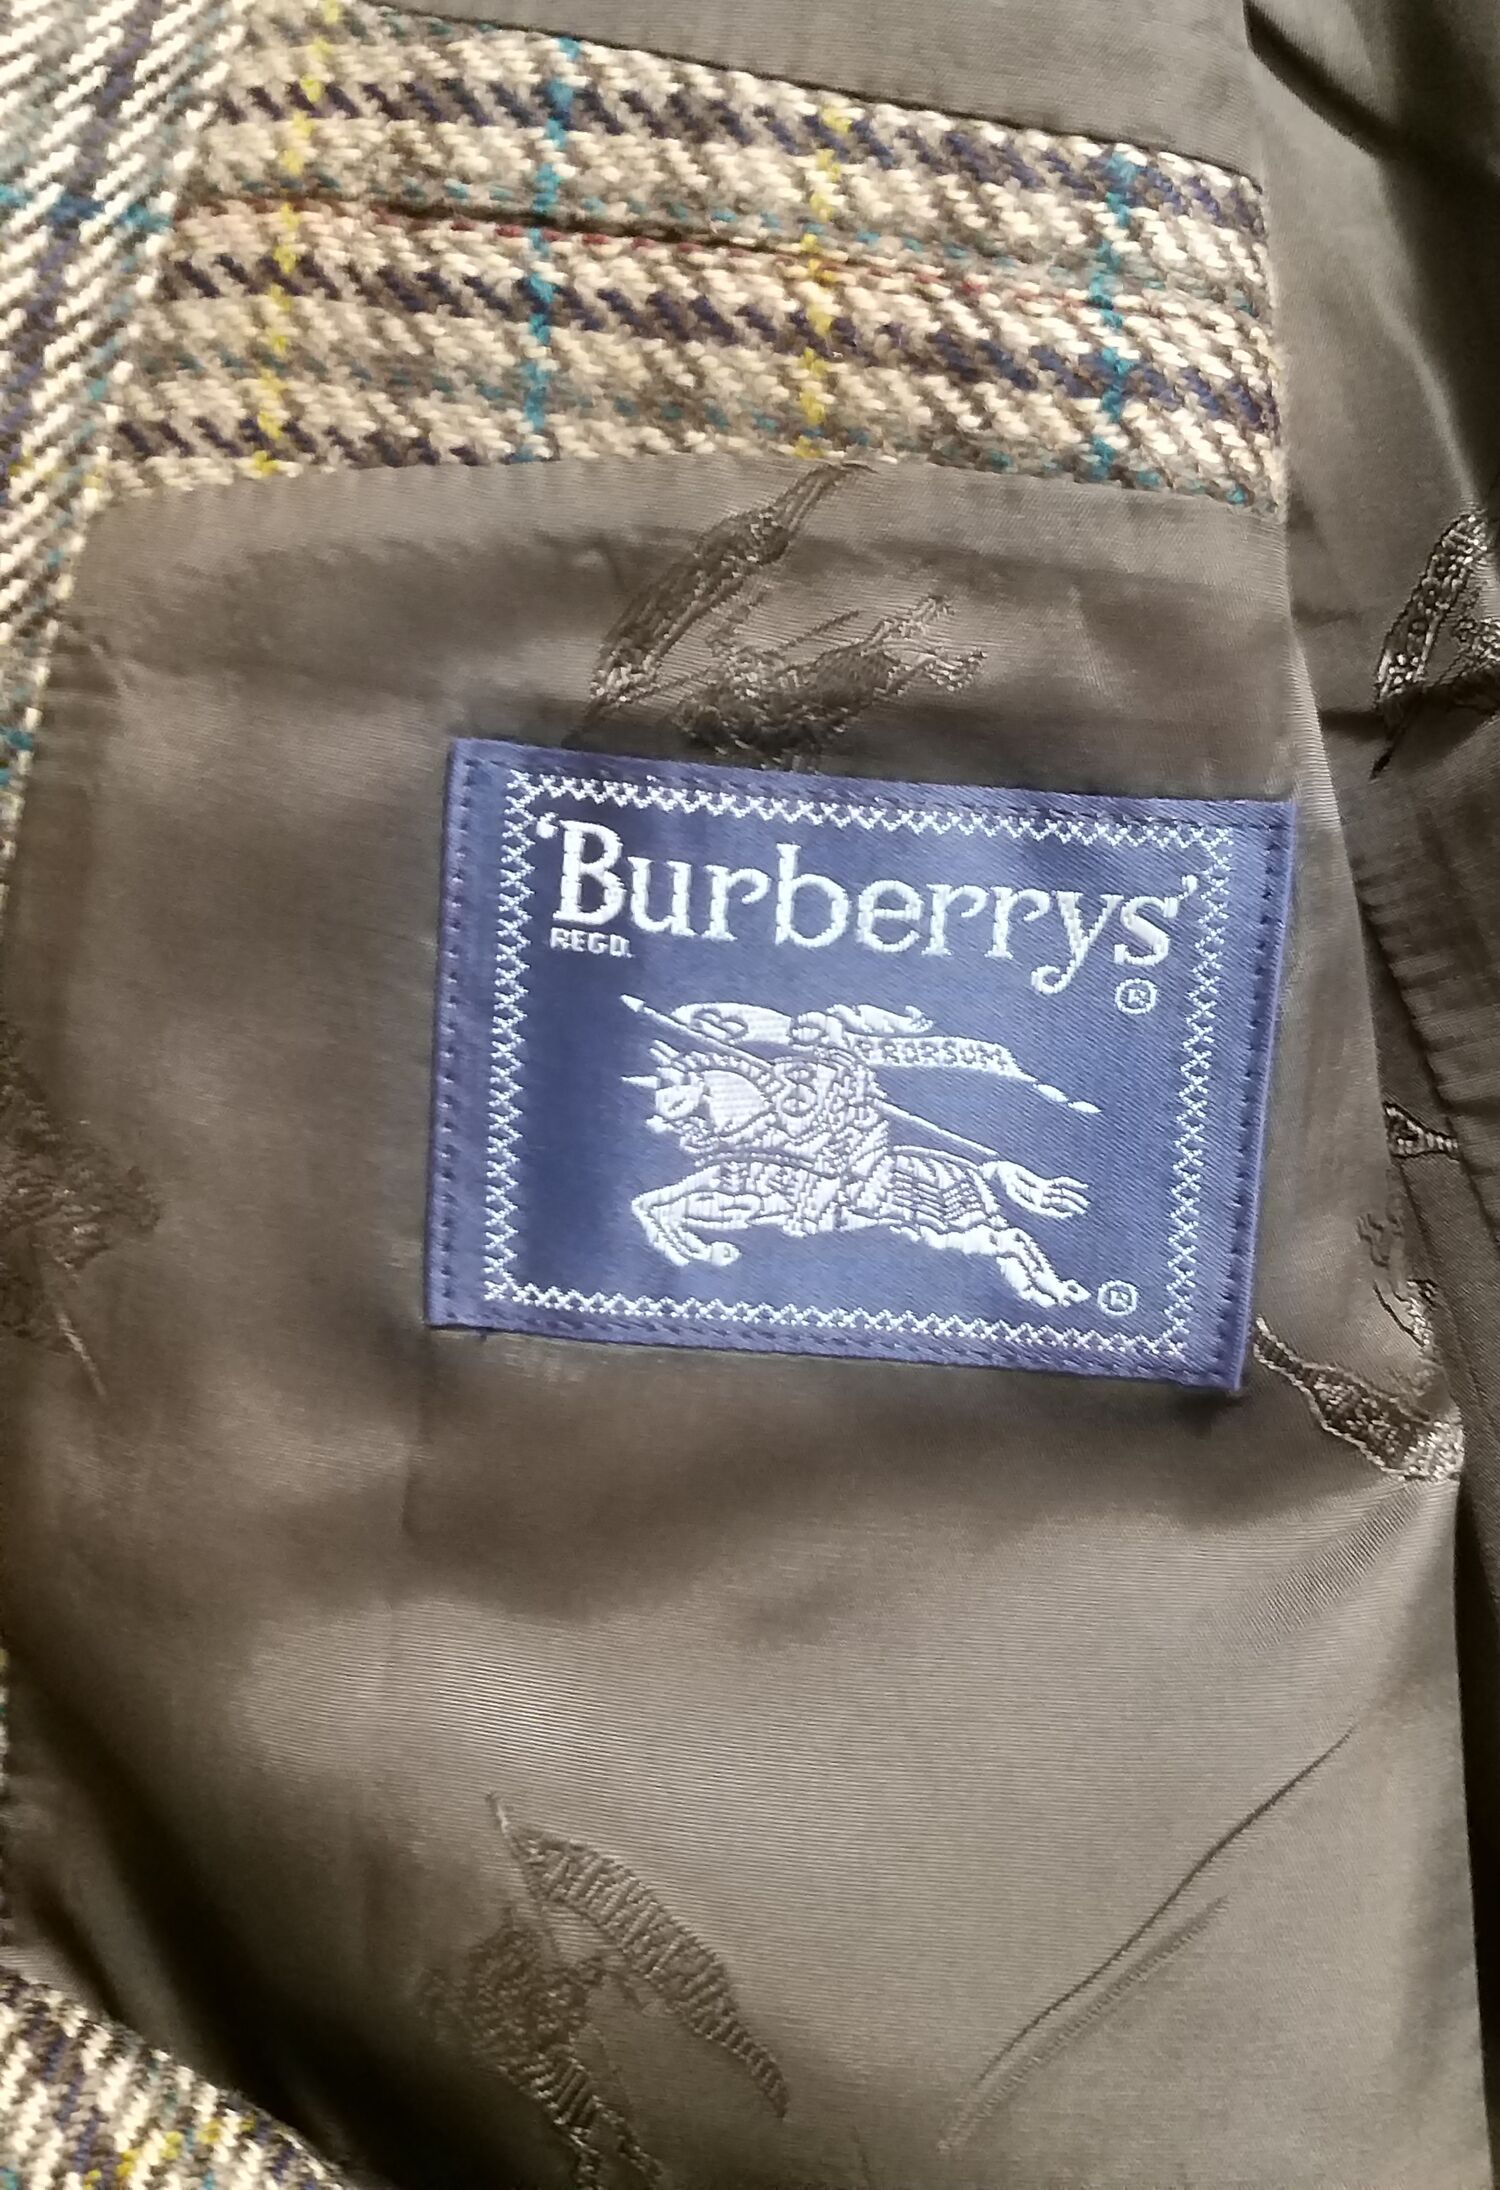 'Burberrys'
REGD.
®
PRORSUM
®